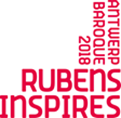 ANTWERP
BAROQUE
2018
RUBENS
INSPIRES